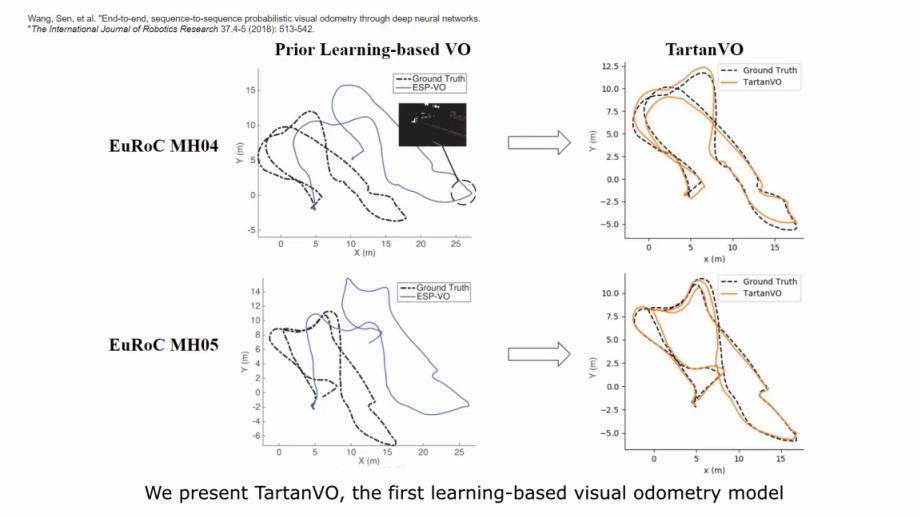 Wang, Sen, et al. "End-to-end, sequence-to-sequence probabilistic visual odometry through deep neural networks.
"The International Journal of Robotics Research 37.4-5 (2018): 513-542.
Prior Learning-based VO
TartanVO
EuRoC MH04
Ground Truth
ESP-VO
15
10
5
0
-5
Y (m)
0 5 10 15 20 25
X (m)
Ground Truth
TartanVO
12.5
10.0
7.5
5.0
2.5
0.0
−2.5
−5.0
Y (m)
0 5 10 15
x (m)
EuRoC MH05
Ground Truth
ESP-VO
14
12
10
8
6
4
2
0
-2
-4
-6
Y (m)
0 5 10 15 20 25
X (m)
Ground Truth
TartanVO
10.0
7.5
5.0
2.5
0.0
−2.5
−5.0
Y (m)
0 5 10 15
x (m)
We present TartanVO, the first learning-based visual odometry model